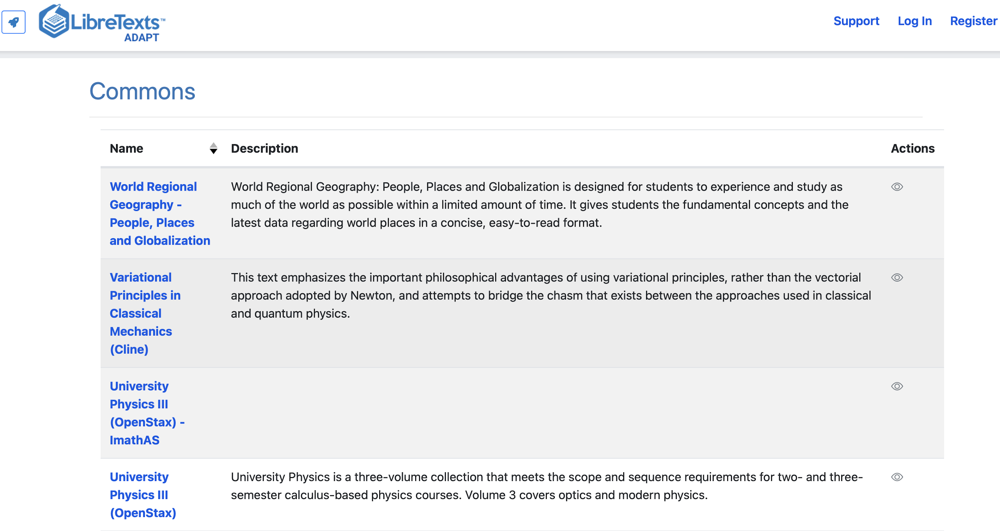 LibreTexts™
ADAPT
Support Log In Register
Commons
Name Description Actions
World Regional
Geography -
People, Places
and Globalization
World Regional Geography: People, Places and Globalization is designed for students to experience and study as
much of the world as possible within a limited amount of time. It gives students the fundamental concepts and the
latest data regarding world places in a concise, easy-to-read format.
Variational
Principles in
Classical
Mechanics
(Cline)
This text emphasizes the important philosophical advantages of using variational principles, rather than the vectorial
approach adopted by Newton, and attempts to bridge the chasm that exists between the approaches used in classical
and quantum physics.
University
Physics III
(OpenStax) -
ImathAS
University
Physics III
(OpenStax)
University Physics is a three-volume collection that meets the scope and sequence requirements for two- and three-
semester calculus-based physics courses. Volume 3 covers optics and modern physics.